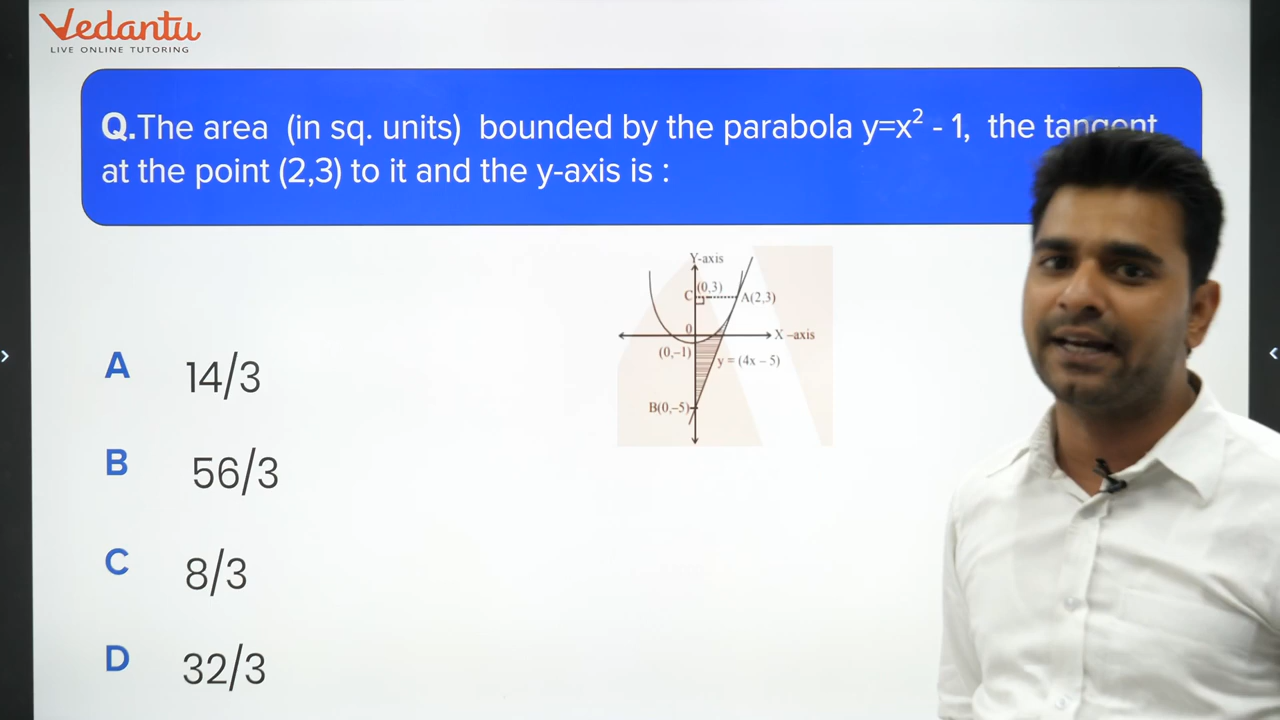 Vedantu
LIVE ONLINE TUTORING
Q.The area (in sq. units) bounded by the parabola y=x² - 1, the tangent
at the point (2,3) to it and the y-axis is :
Y-axis
(0,3)
C
A(2,3)
0
X -axis
(0,–1)
y = (4x – 5)
B(0,–5)
A 14/3
B 56/3
C 8/3
D 32/3